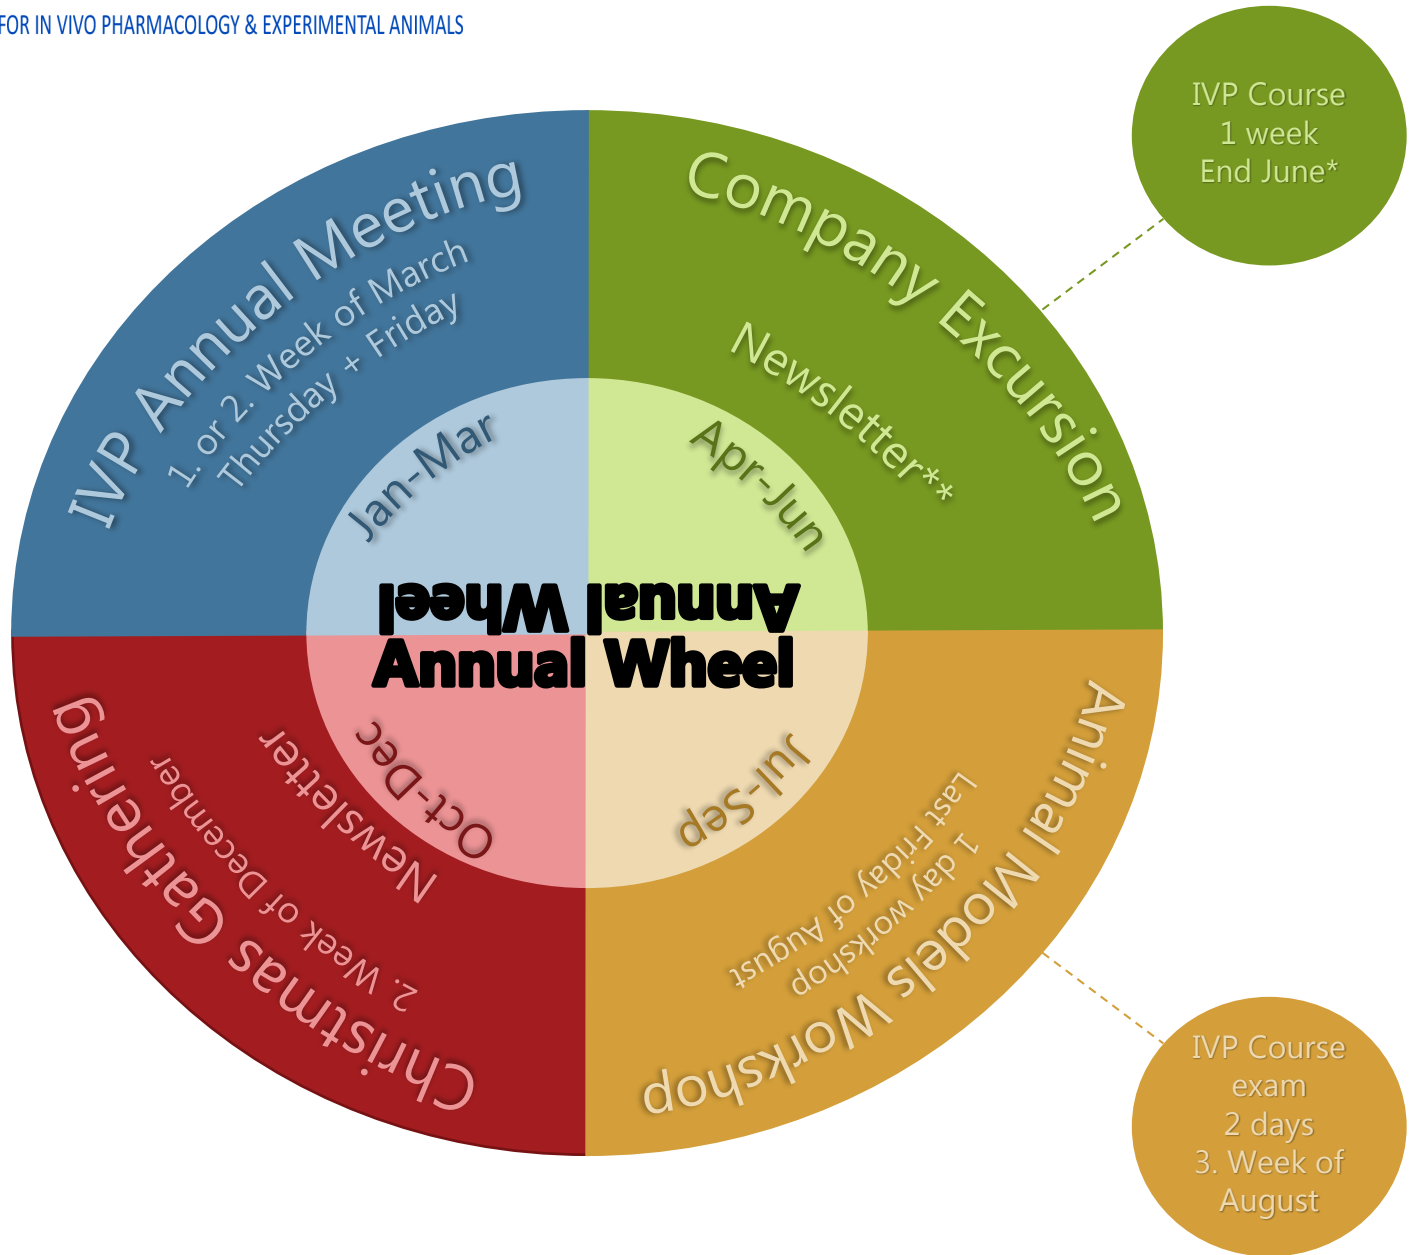 FOR IN VIVO PHARMACOLOGY & EXPERIMENTAL ANIMALS
IVP Annual Meeting
1. or 2. Week of March
Thursday + Friday
Jan-Mar
Company Excursion
Newsletter**
Apr-Jun
IVP Course
1 week
End June*
Annual Wheel
Annual Wheel
Oct-Dec
Newsletter
2. Week of December
Christmas Gathering
Jul-Sep
Last Friday of August
1 day workshop
Animal Models Workshop
IVP Course
exam
2 days
3. Week of
August